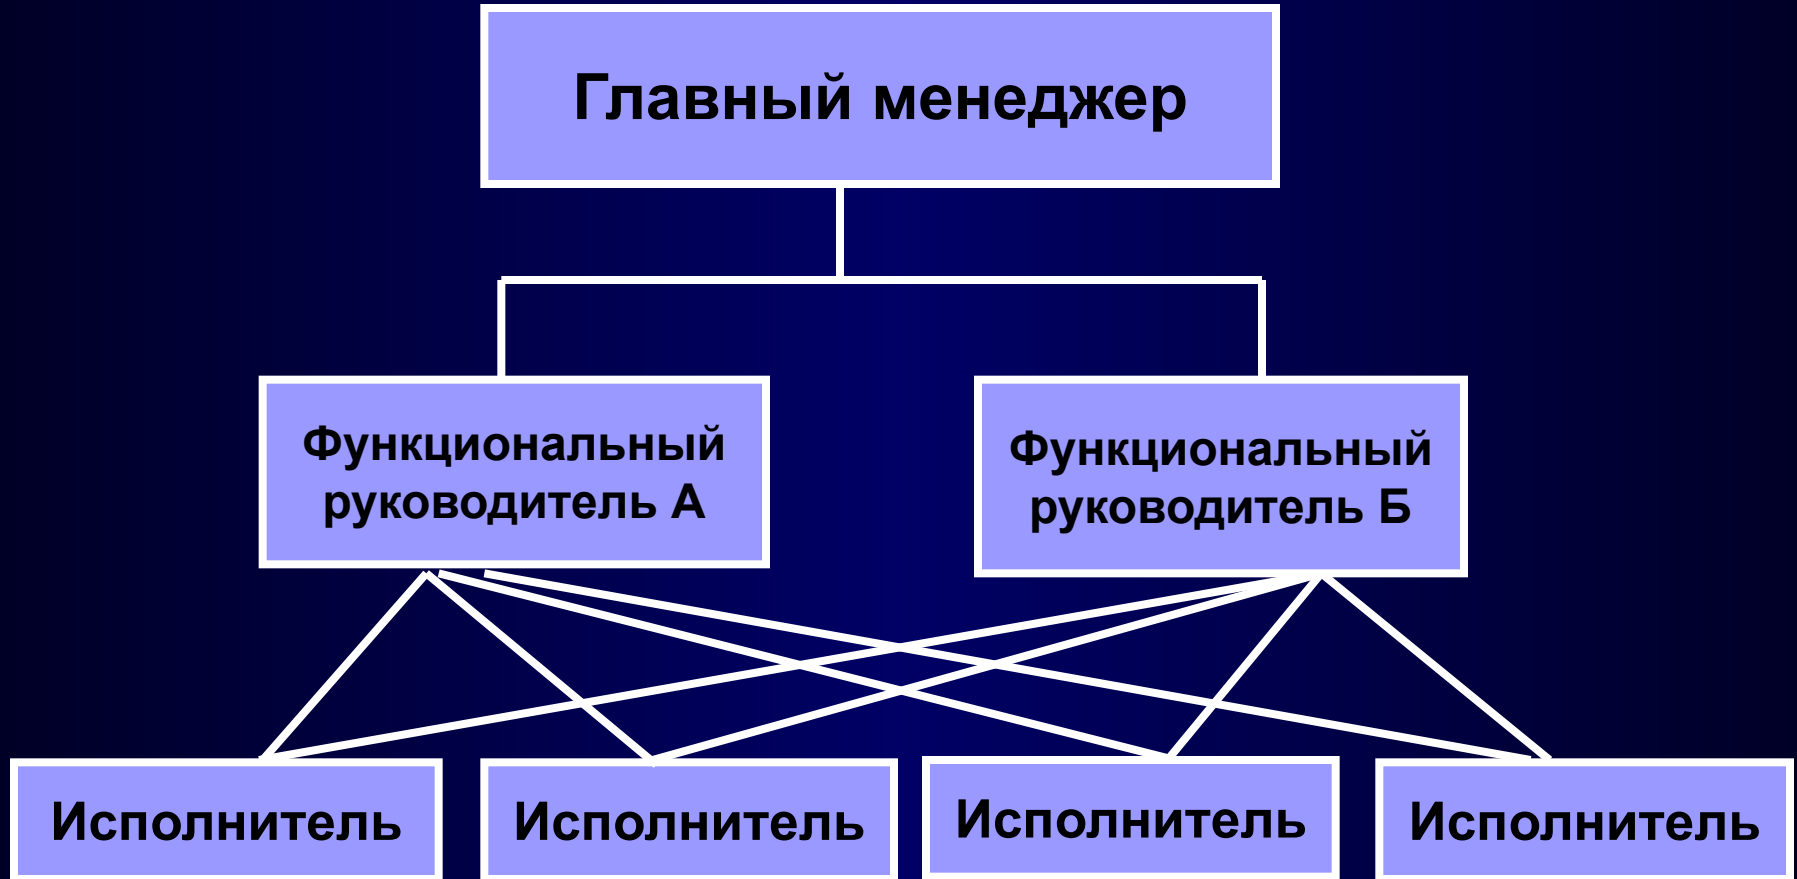 Главный менеджер
Функциональный
руководитель А
Функциональный
руководитель Б
Исполнитель
Исполнитель
Исполнитель
Исполнитель